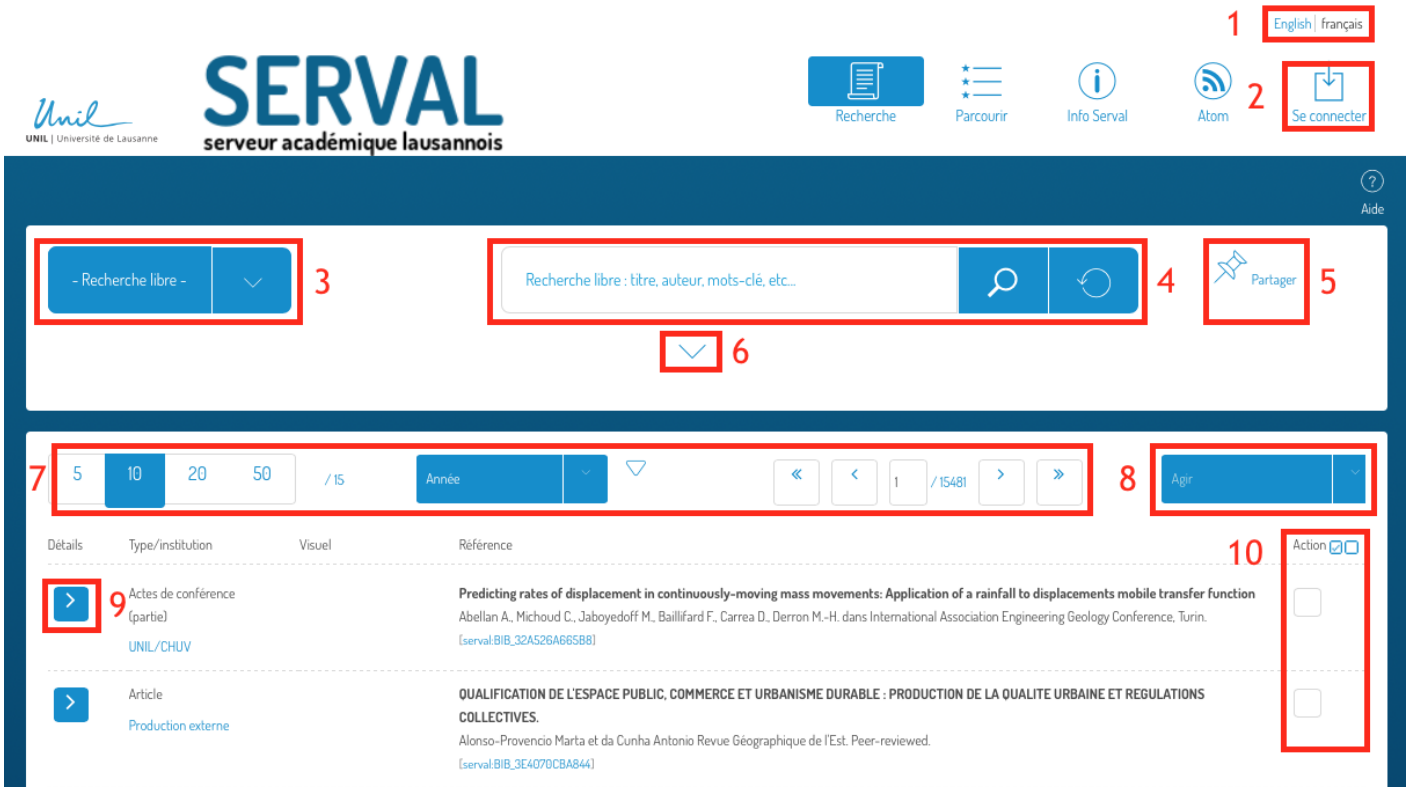 1 English | français
Unil
UNIL | Université de Lausanne
SERVAL
serveur académique lausannois
Recherche
Parcourir
Info Serval
Atom
2
Se connecter
?
Aide
- Recherche libre -
3
Recherche libre : titre, auteur, mots-clé, etc...
4
Partager
5
6
7
5 10 20 50 / 15
Année
« ‹ 1 / 15481 › »
8
Agir
Détails Type/institution Visuel Référence 10 Action
9
Actes de conférence
(partie)
UNIL/CHUV
Predicting rates of displacement in continuously-moving mass movements: Application of a rainfall to displacements mobile transfer function
Abellan A., Michoud C., Jaboyedoff M., Baillifard F., Carrea D., Derron M.-H. dans International Association Engineering Geology Conference, Turin.
[serval:BIB_32A526A665B8]
Article
Production externe
QUALIFICATION DE L'ESPACE PUBLIC, COMMERCE ET URBANISME DURABLE : PRODUCTION DE LA QUALITE URBAINE ET REGULATIONS
COLLECTIVES.
Alonso-Provencio Marta et da Cunha Antonio Revue Géographique de l'Est. Peer-reviewed.
[serval:BIB_3E4070CBA844]